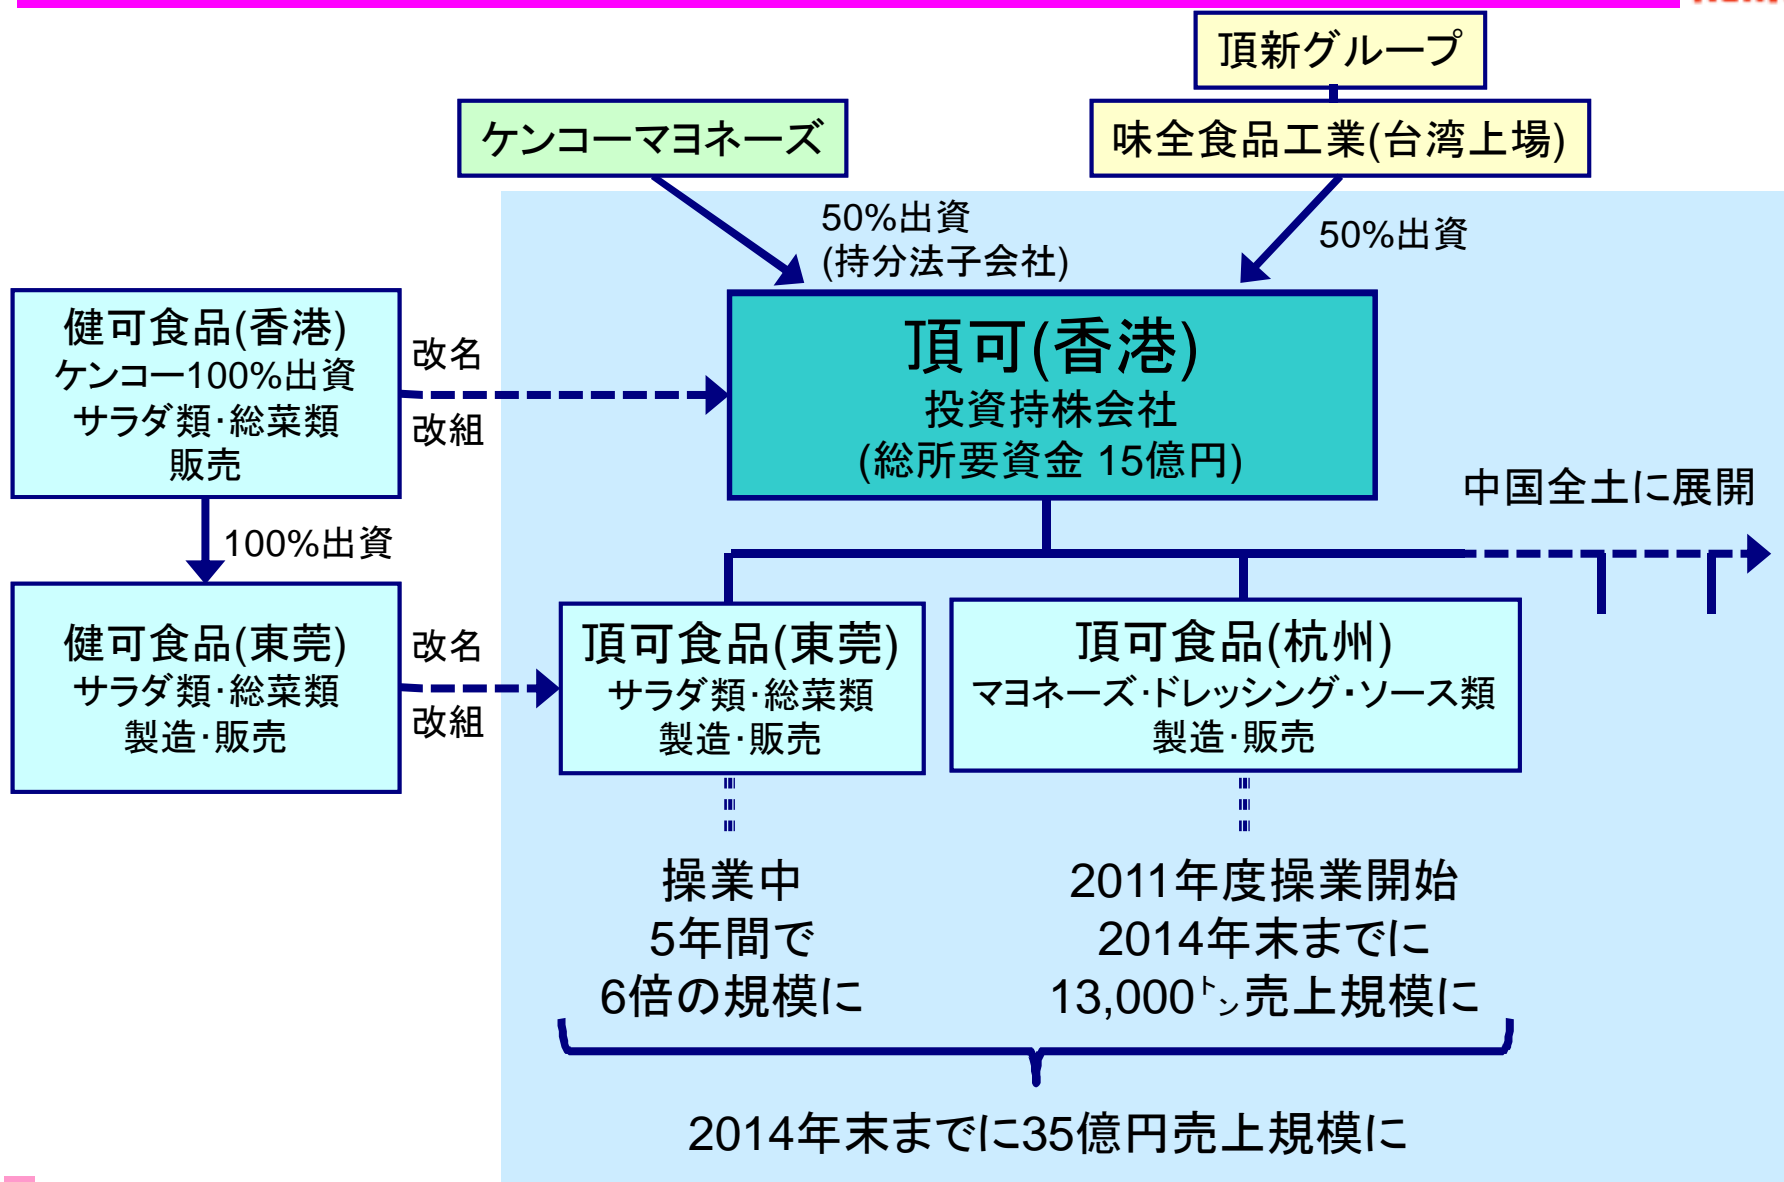 頂新グループ
ケンコーマヨネーズ
味全食品工業(台湾上場)
50%出資
(持分法子会社)
50%出資
健可食品(香港)
ケンコー100%出資
サラダ類・総菜類
販売
改名
改組
頂可(香港)
投資持株会社
(総所要資金 15億円)
中国全土に展開
100%出資
健可食品(東莞)
サラダ類・総菜類
製造・販売
改名
改組
頂可食品(東莞)
サラダ類・総菜類
製造・販売
頂可食品(杭州)
マヨネーズ・ドレッシング・ソース類
製造・販売
操業中
5年間で
6倍の規模に
2011年度操業開始
2014年末までに
13,000トン売上規模に
2014年末までに35億円売上規模に